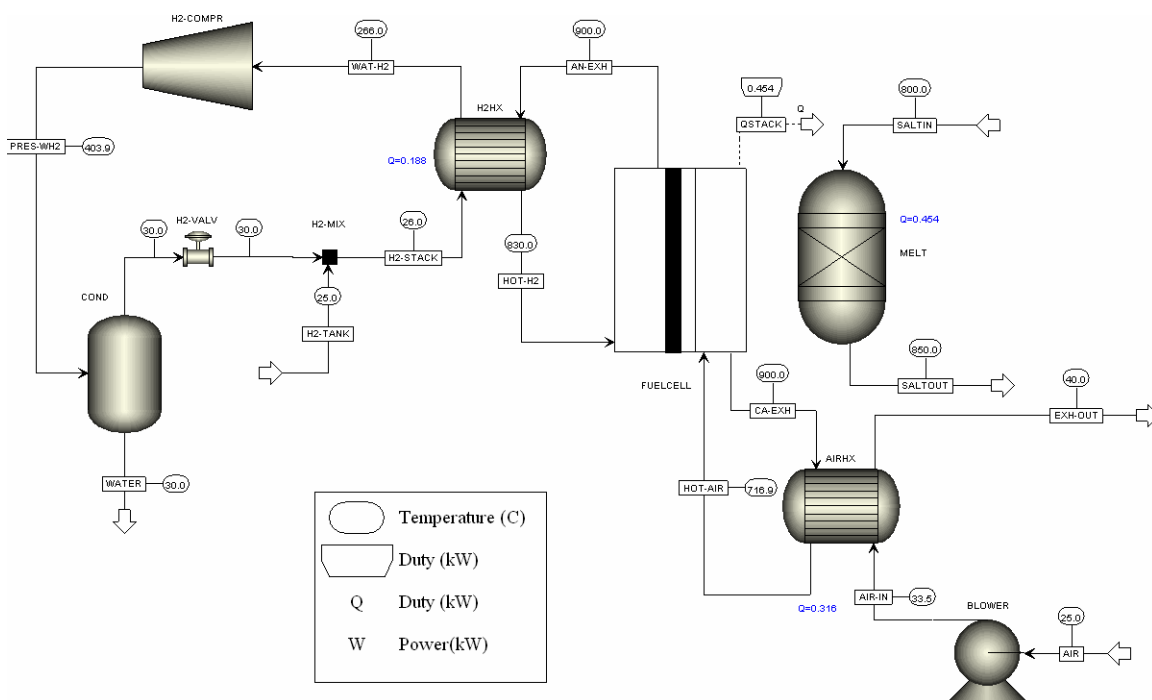 H2-COMPR
266.0
WAT-H2
900.0
AN-EXH
H2HX
Q=0.188
0.454
QSTACK
Q
800.0
SALTIN
PRES-WH2
403.9
30.0
H2-VALV
30.0
H2-MIX
26.0
H2-STACK
830.0
HOT-H2
25.0
H2-TANK
COND
WATER
30.0
FUELCELL
Q=0.454
MELT
850.0
SALTOUT
900.0
CA-EXH
40.0
EXH-OUT
AIRHX
HOT-AIR
716.9
Q=0.316
AIR-IN
33.5
BLOWER
25.0
AIR
Temperature (C)
Duty (kW)
Q Duty (kW)
W Power(kW)